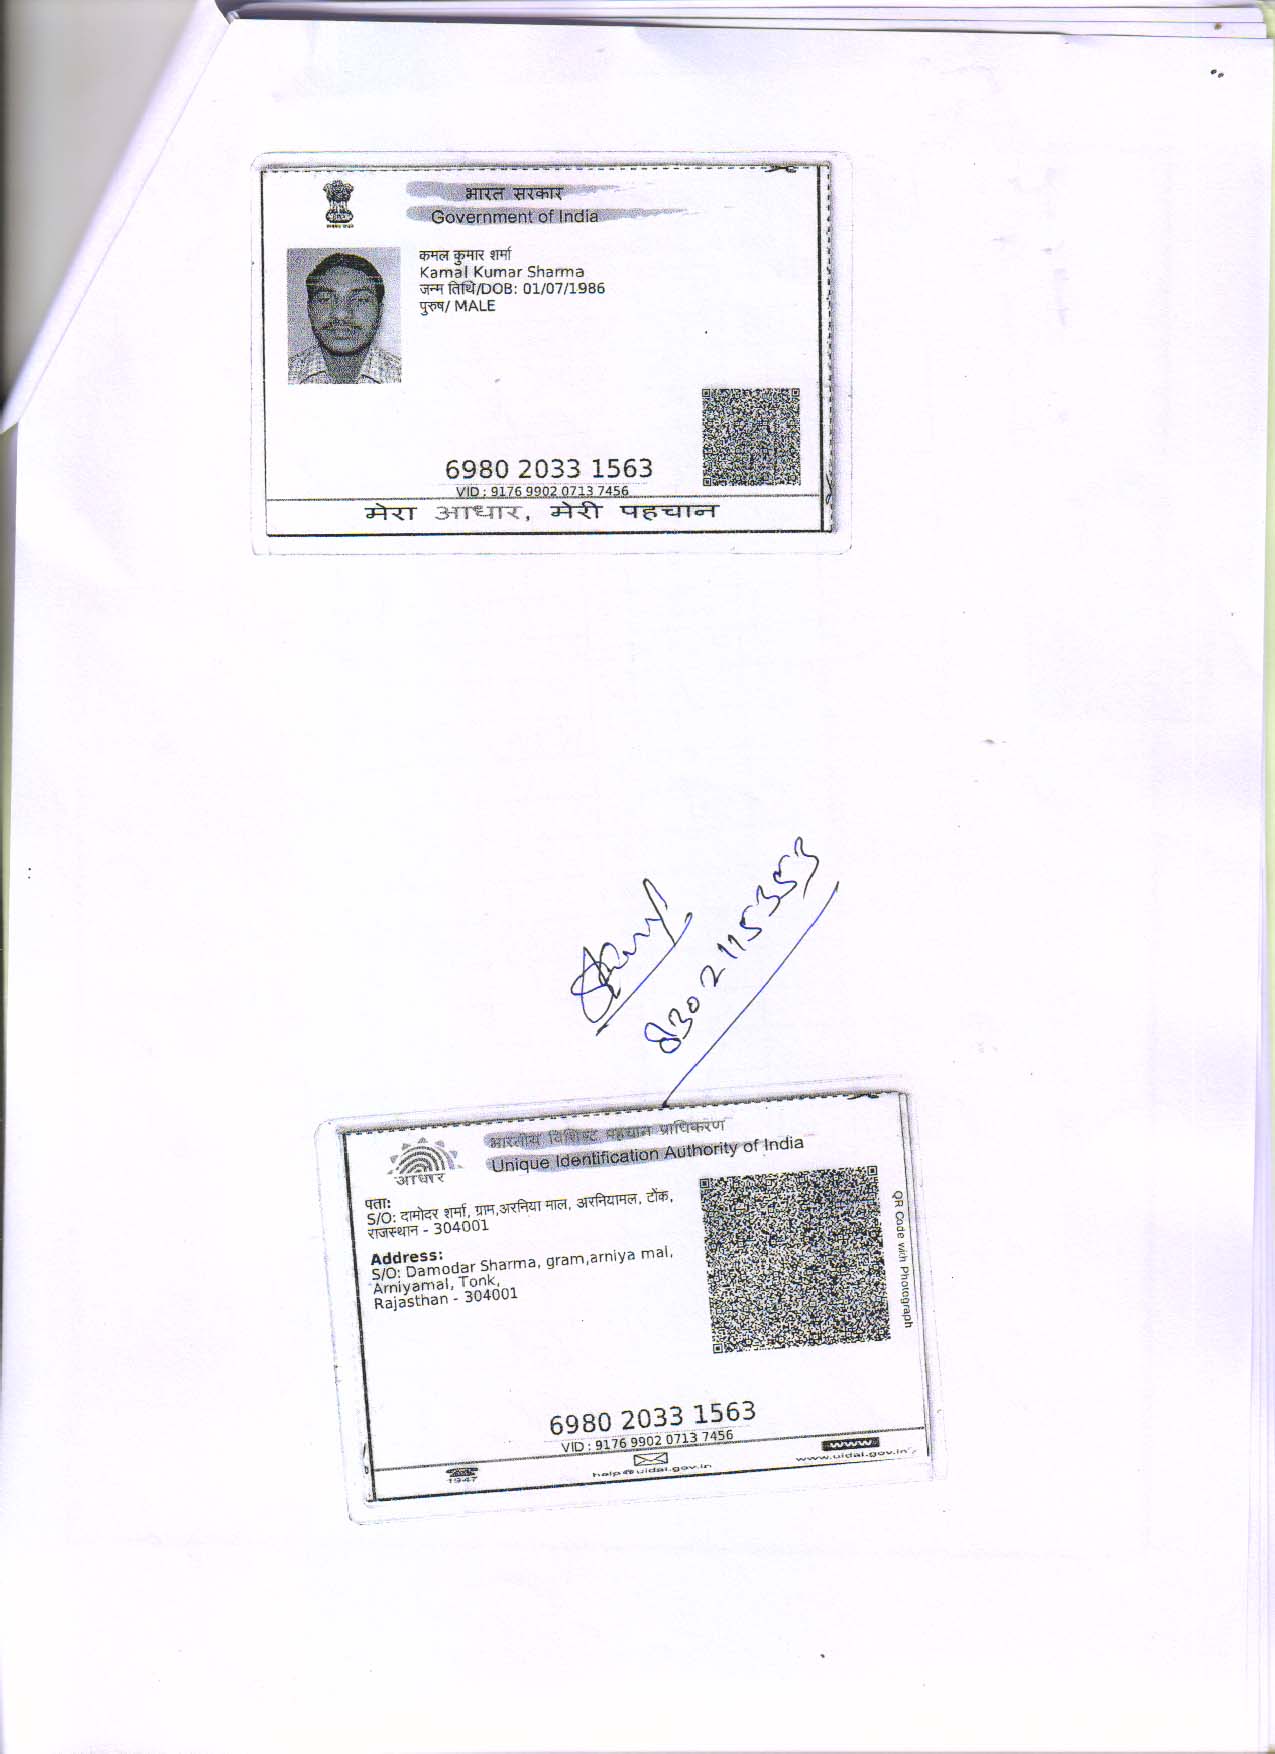 भारत सरकार
Government of India
कमल कुमार शर्मा
Kamal Kumar Sharma
जन्म तिथि/DOB: 01/07/1986
पुरुष/ MALE
6980 2033 1563
VID : 9176 9902 0713 7456
मेरा आधार, मेरी पहचान
8302115353
भारतीय विशिष्ट पहचान प्राधिकरण
Unique Identification Authority of India
आधार
पता:
S/O: दामोदर शर्मा, ग्राम,अरनिया माल, अरनियामल, टोंक,
राजस्थान - 304001
Address:
S/O: Damodar Sharma, gram,arniya mal,
Arniyamal, Tonk,
Rajasthan - 304001
QR Code with Photograph
6980 2033 1563
VID : 9176 9902 0713 7456
1947
help@uidai.gov.in
www
www.uidai.gov.in